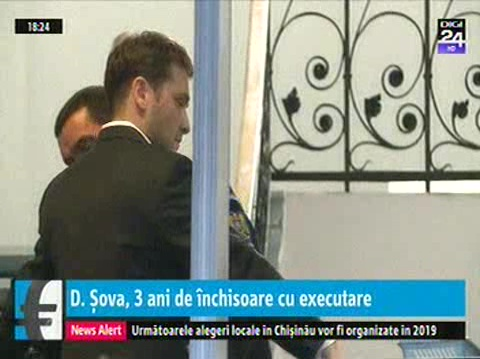 18:24
DIGI
24
HD
D. Șova, 3 ani de închisoare cu executare
News Alert
Următoarele alegeri locale în Chișinău vor fi organizate în 2019